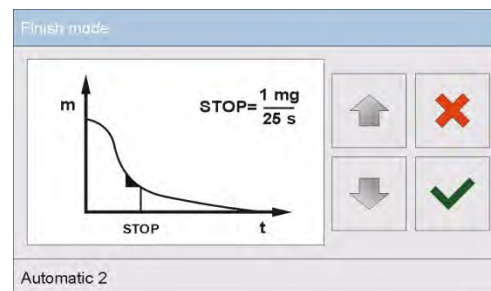 Finish mode
m
STOP= 1 mg
25 s
STOP
t
Automatic 2